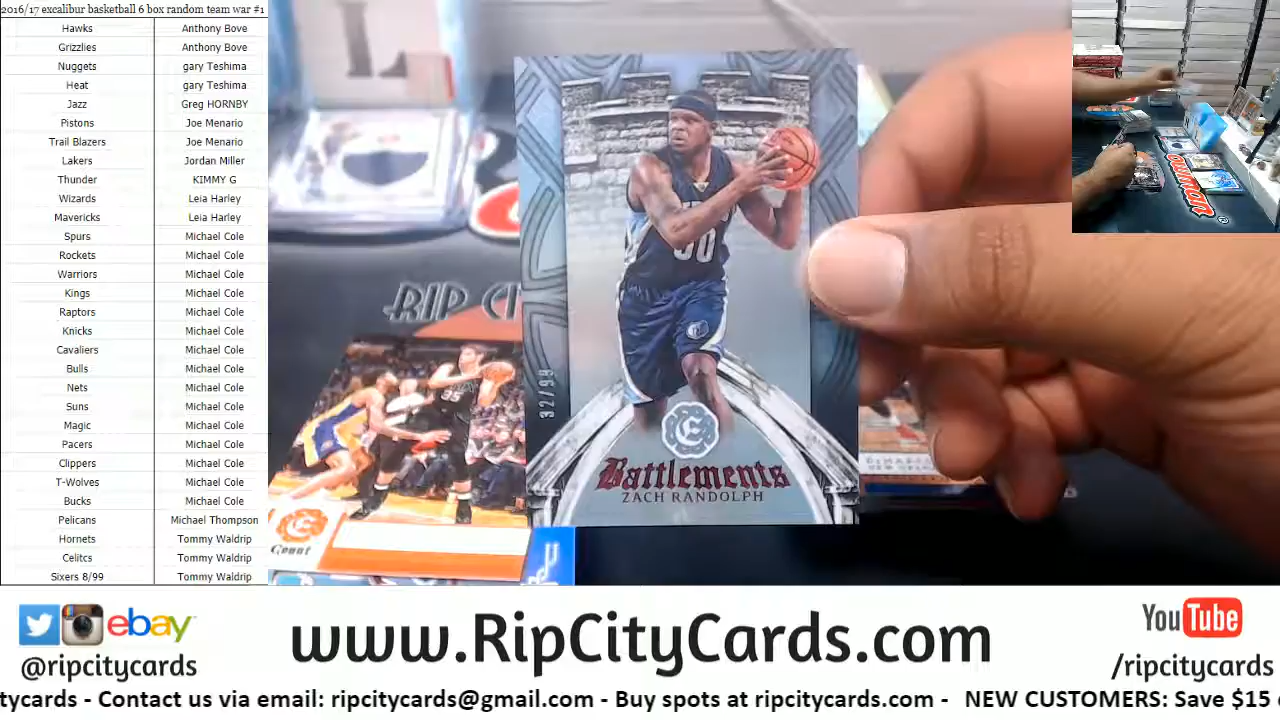 2016/17 excalibur basketball 6 box random team war #1
Hawks Anthony Bove
Grizzlies Anthony Bove
Nuggets gary Teshima
Heat gary Teshima
Jazz Greg HORNBY
Pistons Joe Menario
Trail Blazers Joe Menario
Lakers Jordan Miller
Thunder KIMMY G
Wizards Leia Harley
Mavericks Leia Harley
Spurs Michael Cole
Rockets Michael Cole
Warriors Michael Cole
Kings Michael Cole
Raptors Michael Cole
Knicks Michael Cole
Cavaliers Michael Cole
Bulls Michael Cole
Nets Michael Cole
Suns Michael Cole
Magic Michael Cole
Pacers Michael Cole
Clippers Michael Cole
T-Wolves Michael Cole
Bucks Michael Cole
Pelicans Michael Thompson
Hornets Tommy Waldrip
Celitcs Tommy Waldrip
Sixers 8/99 Tommy Waldrip
RIP CI
50
32/99
E
Battlements
ZACH RANDOLPH
Count
ebay
@ripcitycards
www.RipCityCards.com
YouTube
/ripcitycards
tycards - Contact us via email: ripcitycards@gmail.com - Buy spots at ripcitycards.com - NEW CUSTOMERS: Save $15